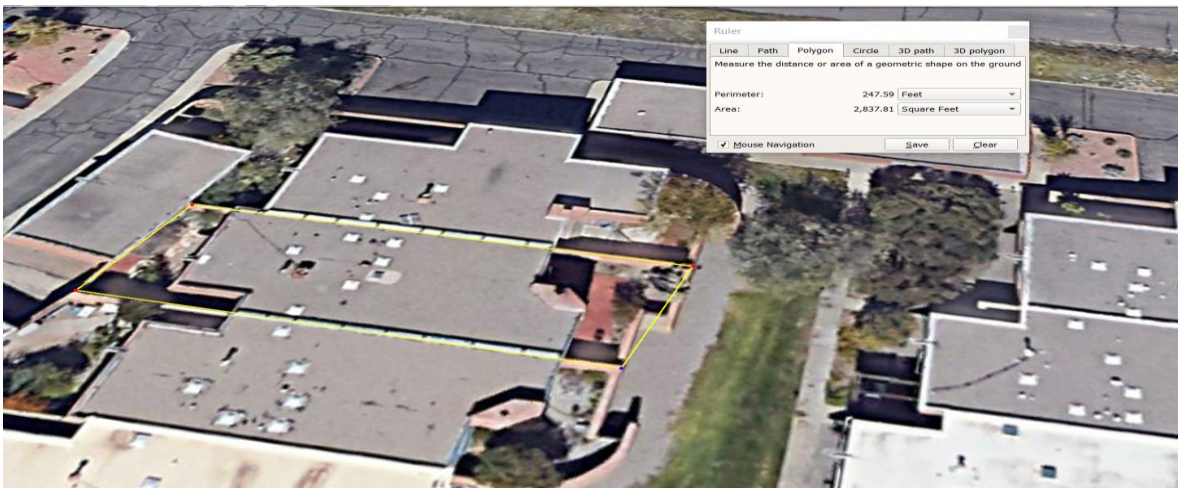 Ruler
Line Path Polygon Circle 3D path 3D polygon
Measure the distance or area of a geometric shape on the ground
Perimeter: 247.59 Feet
Area: 2,837.81 Square Feet
Mouse Navigation Save Clear